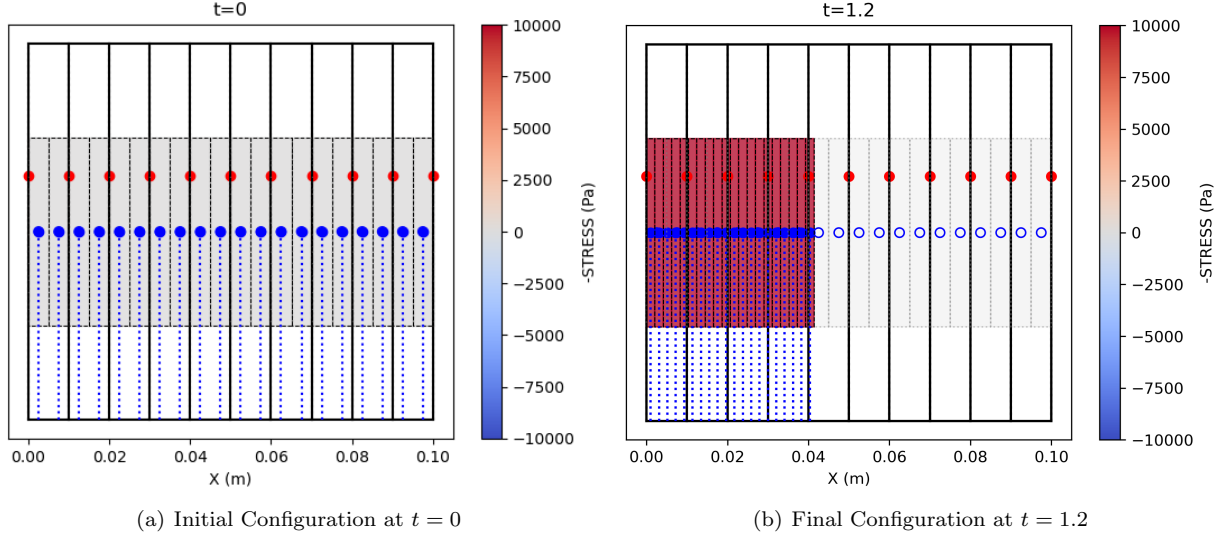 t=0
10000
7500
5000
2500
0
−2500
−5000
−7500
−10000
-STRESS (Pa)
0.00 0.02 0.04 0.06 0.08 0.10
X (m)
(a) Initial Configuration at t = 0
t=1.2
10000
7500
5000
2500
0
−2500
−5000
−7500
−10000
-STRESS (Pa)
0.00 0.02 0.04 0.06 0.08 0.10
X (m)
(b) Final Configuration at t = 1.2